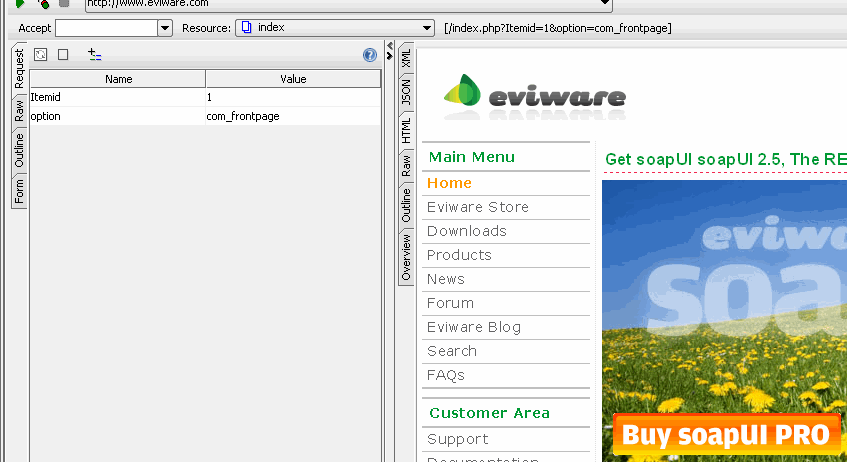 http://www.eviware.com
Accept
Resource: index [/index.php?Itemid=1&option=com_frontpage]
Request
Raw
Outline
Form
Name Value
Itemid 1
option com_frontpage
XML
JSON
HTML
Raw
Outline
Overview
eviware
Main Menu
Home
Eviware Store
Downloads
Products
News
Forum
Eviware Blog
Search
FAQs
Customer Area
Support
Documentation
Get soapUI soapUI 2.5, The RE
eviw
soa
Buy soapUI PRO